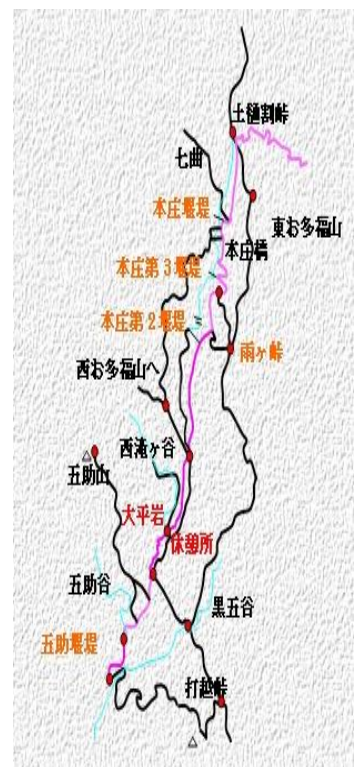 土樋割峠
七曲
本庄堰堤
東お多福山
本庄橋
本庄第3堰堤
本庄第2堰堤
雨ヶ峠
西お多福山へ
西滝ヶ谷
五助山
大平岩
休憩所
五助谷
黒五谷
五助堰堤
打越峠